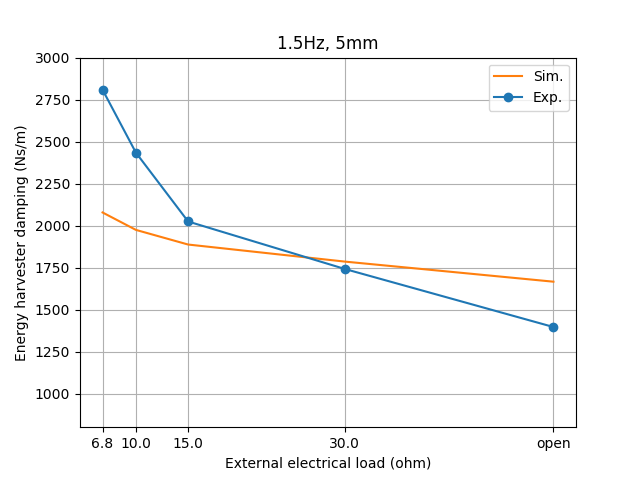 1.5Hz, 5mm
Sim.
Exp.
3000
2750
2500
2250
2000
1750
1500
1250
1000
Energy harvester damping (Ns/m)
6.8 10.0 15.0 30.0 open
External electrical load (ohm)